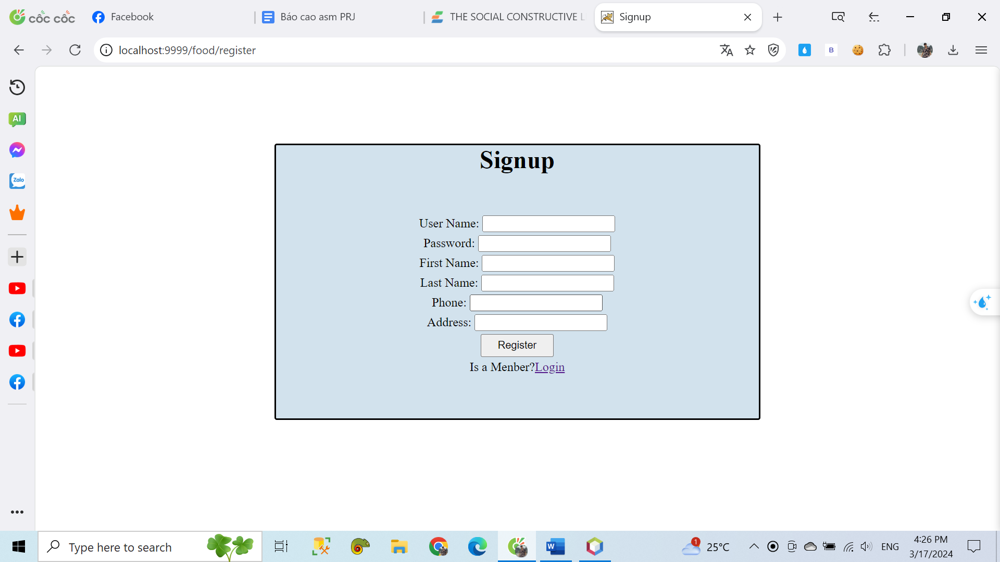 cốc cốc
Facebook
Báo cao asm PRJ
THE SOCIAL CONSTRUCTIVE L
Signup
localhost:9999/food/register
B
AI
Zalo
Signup
User Name:
Password:
First Name:
Last Name:
Phone:
Address:
Register
Is a Menber?Login
Type here to search
W
1
25°C
ENG
4:26 PM
3/17/2024